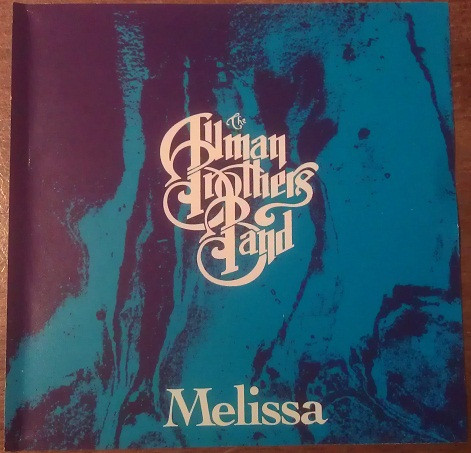 The
Allman
Brothers
Band
Melissa